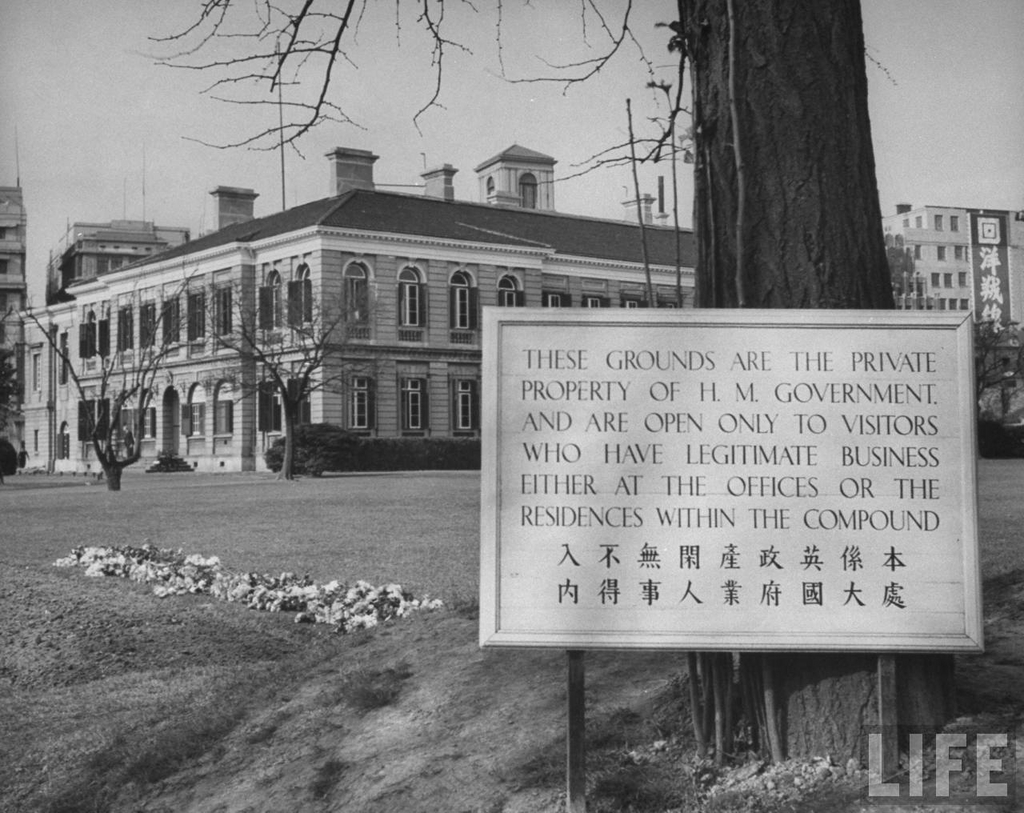 THESE GROUNDS ARE THE PRIVATE
PROPERTY OF H. M. GOVERNMENT.
AND ARE OPEN ONLY TO VISITORS
WHO HAVE LEGITIMATE BUSINESS
EITHER AT THE OFFICES OR THE
RESIDENCES WITHIN THE COMPOUND
本處
係大
英國
政府
產業
閑人
無事
不得
入內
LIFE